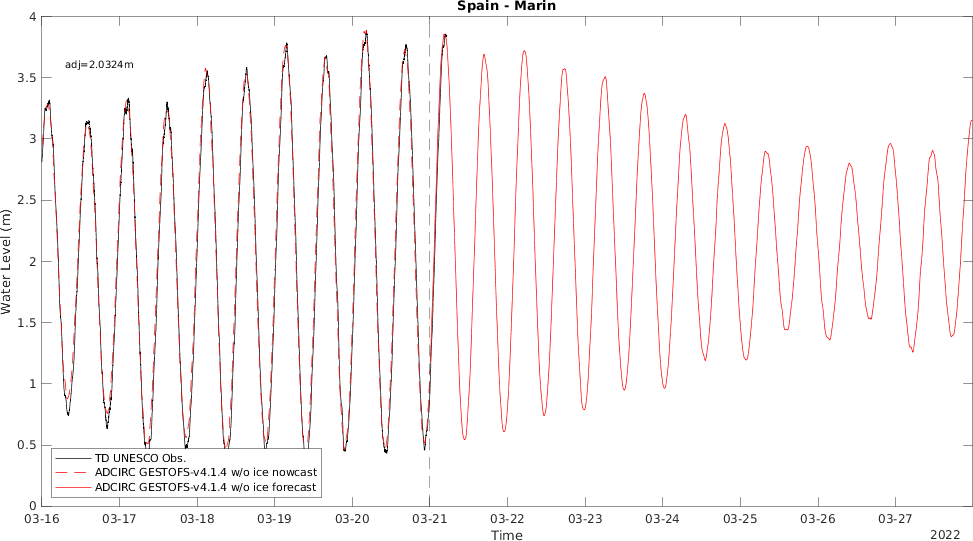 Spain - Marin
adj=2.0324m
Water Level (m)
4
3.5
3
2.5
2
1.5
1
0.5
0
TD UNESCO Obs.
ADCIRC GESTOFS-v4.1.4 w/o ice nowcast
ADCIRC GESTOFS-v4.1.4 w/o ice forecast
03-16 03-17 03-18 03-19 03-20 03-21 03-22 03-23 03-24 03-25 03-26 03-27
Time
2022